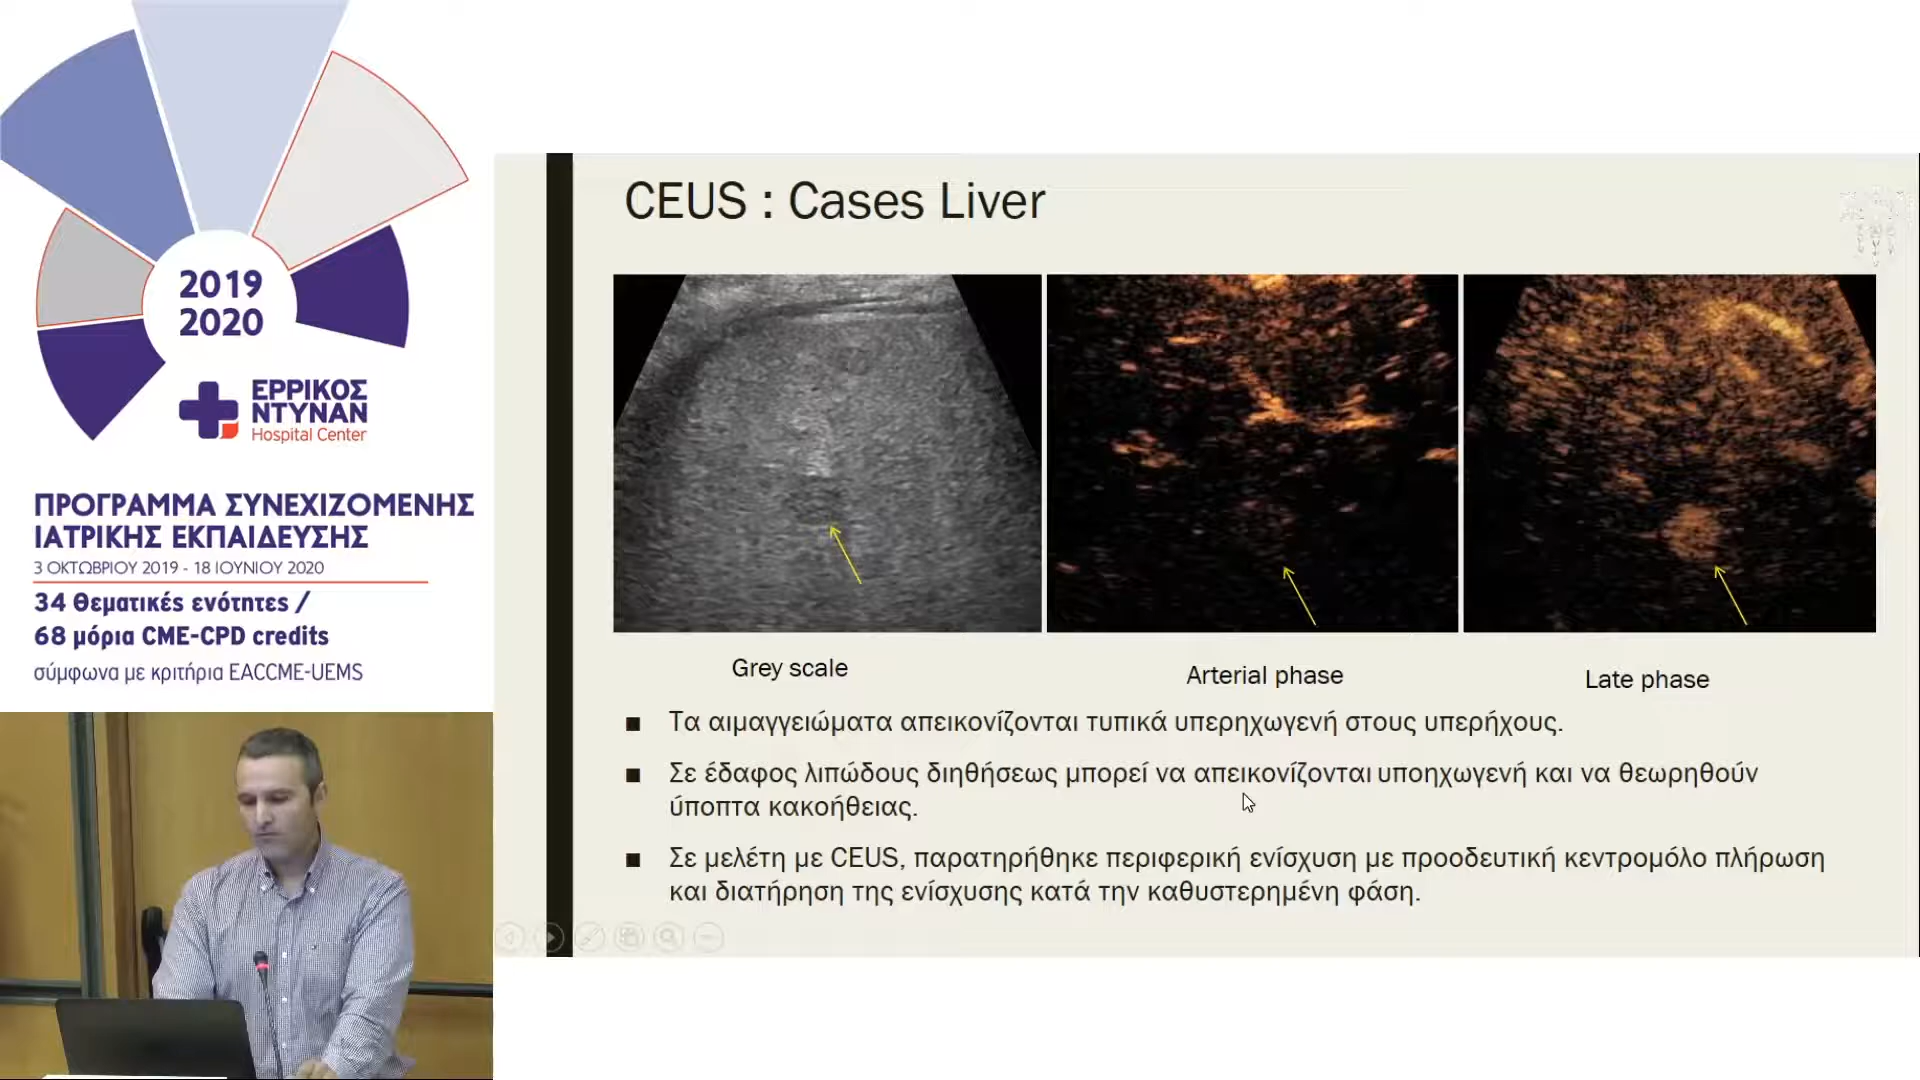 2019
2020
ΕΡΡΙΚΟΣ
ΝΤΥΝΑΝ
Hospital Center
ΠΡΟΓΡΑΜΜΑ ΣΥΝΕΧΙΖΟΜΕΝΗΣ
ΙΑΤΡΙΚΗΣ ΕΚΠΑΙΔΕΥΣΗΣ
3 ΟΚΤΩΒΡΙΟΥ 2019 - 18 ΙΟΥΝΙΟΥ 2020
34 θεματικές ενότητες /
68 μόρια CME-CPD credits
σύμφωνα με κριτήρια EACCME-UEMS
CEUS : Cases Liver
Grey scale
Arterial phase
Late phase
■ Τα αιμαγγειώματα απεικονίζονται τυπικά υπερηχωγενή στους υπερήχους.
■ Σε έδαφος λιπώδους διηθήσεως μπορεί να απεικονίζονται υποηχωγενή και να θεωρηθούν
ύποπτα κακοήθειας.
■ Σε μελέτη με CEUS, παρατηρήθηκε περιφερική ενίσχυση με προοδευτική κεντρομόλο πλήρωση
και διατήρηση της ενίσχυσης κατά την καθυστερημένη φάση.